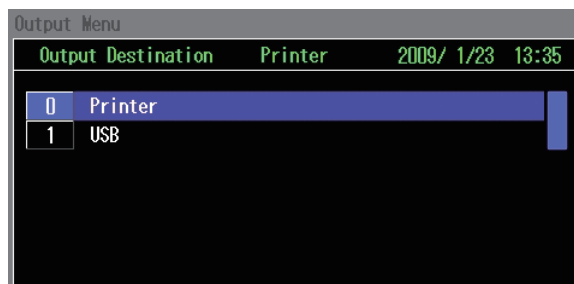 Output Menu
Output Destination Printer 2009/ 1/23 13:35
0 Printer
1 USB